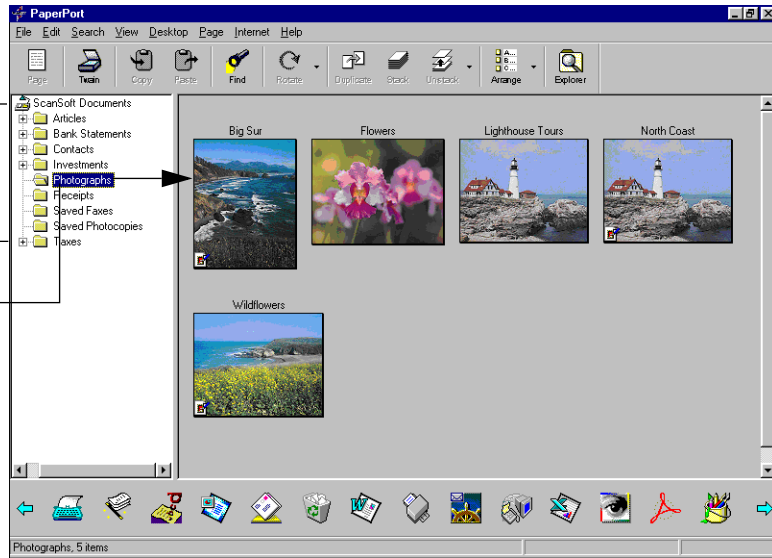 PaperPort
File Edit Search View Desktop Page Internet Help
Page Twain Copy Paste Find Rotate Duplicate Stack Unstack Arrange Explorer
ScanSoft Documents
Articles
Bank Statements
Contacts
Investments
Photographs
Receipts
Saved Faxes
Saved Photocopies
Taxes
Big Sur Flowers Lighthouse Tours North Coast
Wildflowers
Photographs, 5 items